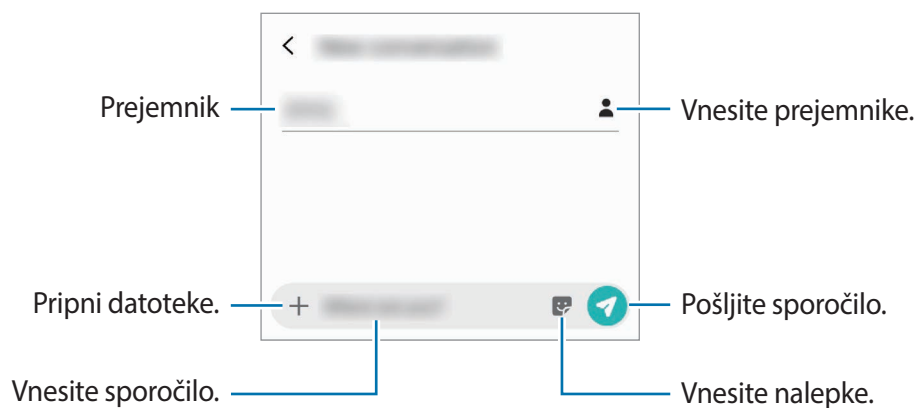 Prejemnik
Vnesite prejemnike.
Pripni datoteke.
Pošljite sporočilo.
Vnesite sporočilo.
Vnesite nalepke.